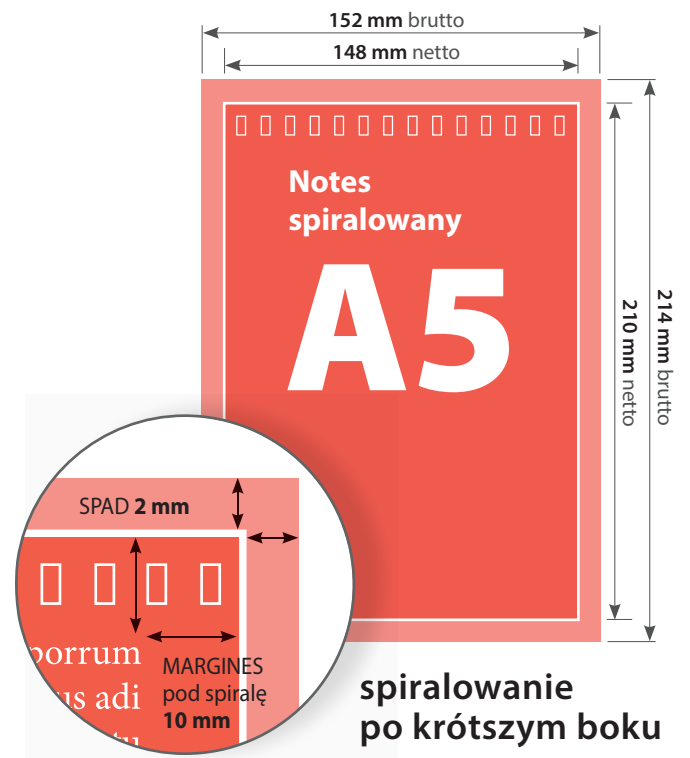 152 mm brutto
148 mm netto
Notes
spiralowany
A5
210 mm netto
214 mm brutto
SPAD 2 mm
porrum
us adi
MARGINES
pod spiralę
10 mm
spiralowanie
po krótszym boku